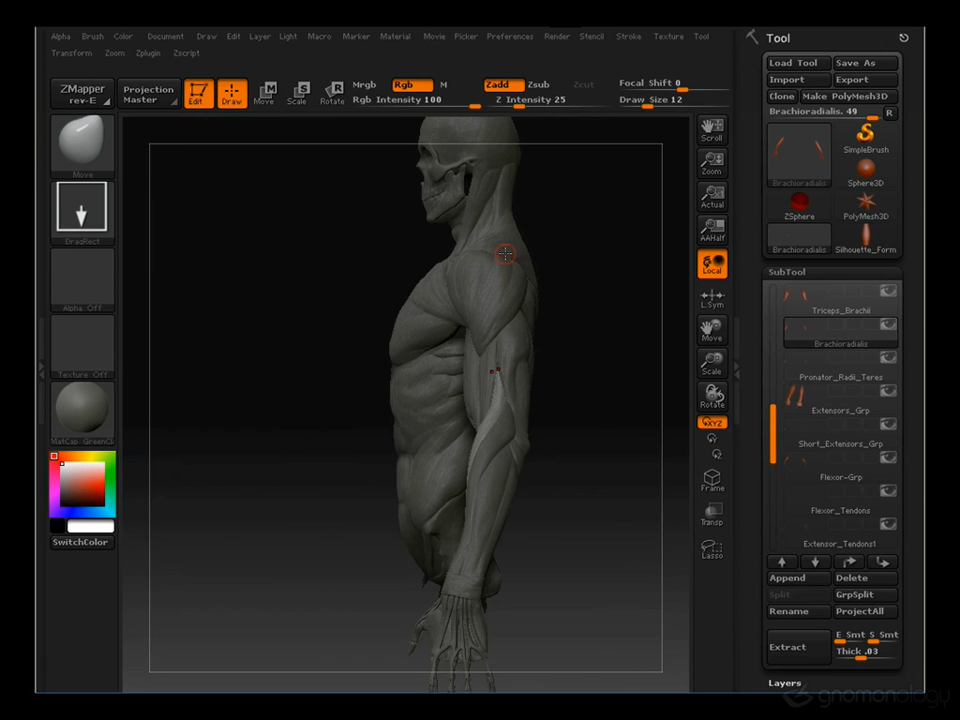 Alpha Brush Color Document Draw Edit Layer Light Macro Marker Material Movie Picker Preferences Render Stencil Stroke Texture Tool
Transform Zoom Zplugin Zscript
ZMapper
rev-E
Projection
Master
Edit
Draw
Move
Scale
Rotate
Mrgb Rgb M
Rgb Intensity 100
Zadd Zsub Zcut
Z Intensity 25
Focal Shift 0
Draw Size 12
Move
DragRect
Alpha Off
Texture Off
SwitchColor
Scroll
Zoom
Actual
AAHalf
Local
L.Sym
Move
Scale
Rotate
XYZ
Frame
Transp
Lasso
Tool
Load Tool Save As
Import Export
Clone Make PolyMesh3D
Brachioradialis. 49 R
Brachioradialis
SimpleBrush
Sphere3D
ZSphere
PolyMesh3D
Brachioradialis
Silhouette_Form
SubTool
Triceps_Brachii
Brachioradialis
Pronator_Radii_Teres
Extensors_Grp
Short_Extensors_Grp
Flexor-Grp
Flexor_Tendons
Extensor_Tendons1
Append Delete
Split GrpSplit
Rename ProjectAll
Extract
E Smt S Smt
Thick .03
Layers
gnomonology